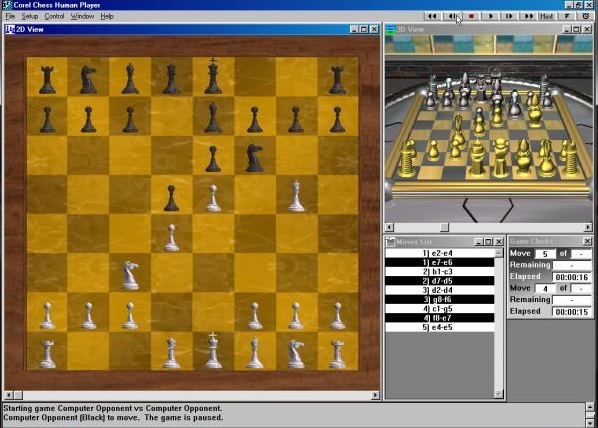 Corel Chess Human Player
File Setup Control Window Help
Hint
F
2D View
3D View
Moves List
1) e2-e4
1) e7-e6
2) b1-c3
2) d7-d5
3) d2-d4
3) g8-f6
4) c1-g5
4) f8-e7
5) e4-e5
Game Clocks
Move 5 of -
Remaining -
Elapsed 00:00:16
Move 4 of -
Remaining -
Elapsed 00:00:15
Starting game Computer Opponent vs Computer Opponent.
Computer Opponent (Black) to move. The game is paused.